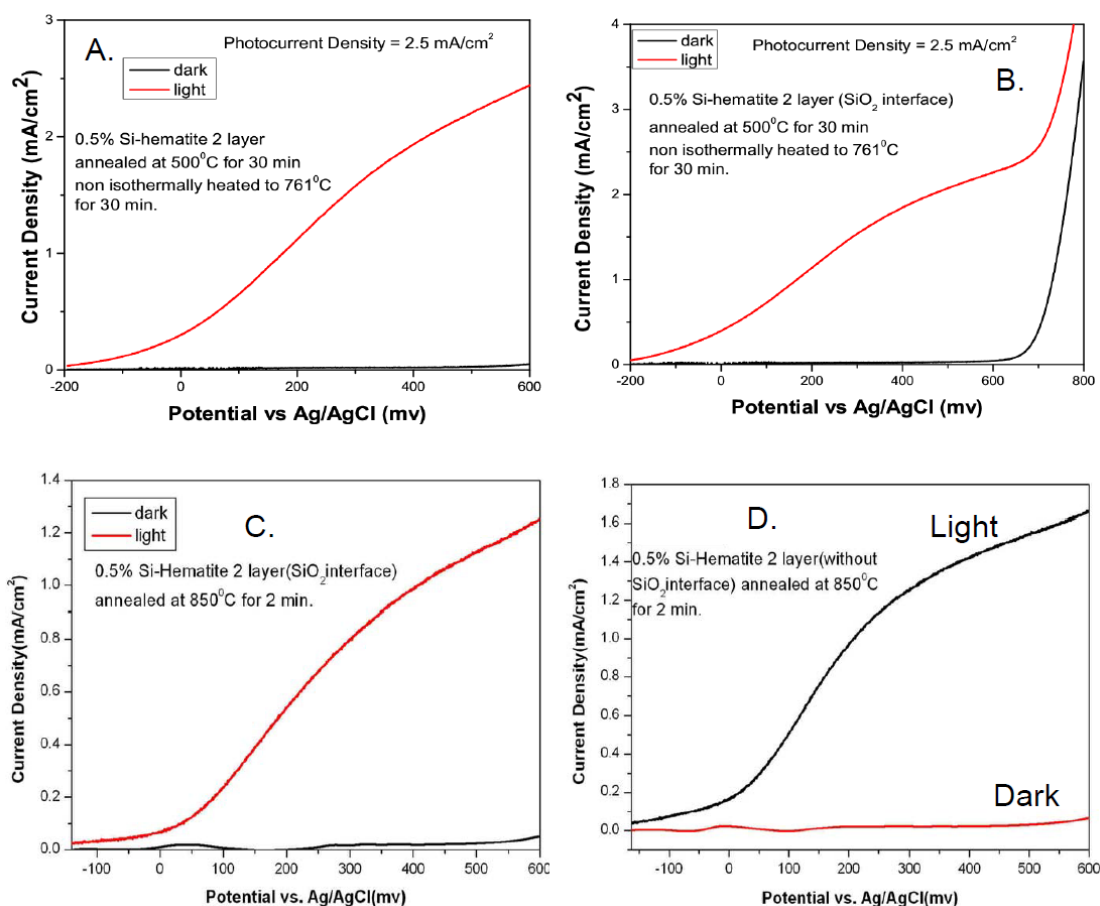 A.
Photocurrent Density = 2.5 mA/cm²
dark
light
0.5% Si-hematite 2 layer
annealed at 500⁰C for 30 min
non isothermally heated to 761⁰C
for 30 min.
Current Density (mA/cm²)
3
2
1
0
-200
0
200
400
600
Potential vs Ag/AgCl (mv)
B.
Photocurrent Density = 2.5 mA/cm²
dark
light
0.5% Si-hematite 2 layer (SiO₂ interface)
annealed at 500⁰C for 30 min
non isothermally heated to 761⁰C
for 30 min.
Current Density (mA/cm²)
4
3
2
1
0
-200
0
200
400
600
800
Potential vs Ag/AgCl (mv)
C.
dark
light
0.5% Si-Hematite 2 layer(SiO₂interface)
annealed at 850⁰C for 2 min.
Current Density(mA/cm²)
1.4
1.2
1.0
0.8
0.6
0.4
0.2
0.0
-100
0
100
200
300
400
500
600
Potential vs. Ag/AgCl(mv)
D.
Light
0.5% Si-Hematite 2 layer(without
SiO₂interface) annealed at 850⁰C
for 2 min.
Dark
Current Density(mA/cm²)
1.8
1.6
1.4
1.2
1.0
0.8
0.6
0.4
0.2
0.0
-100
0
100
200
300
400
500
600
Potential vs. Ag/AgCl(mv)